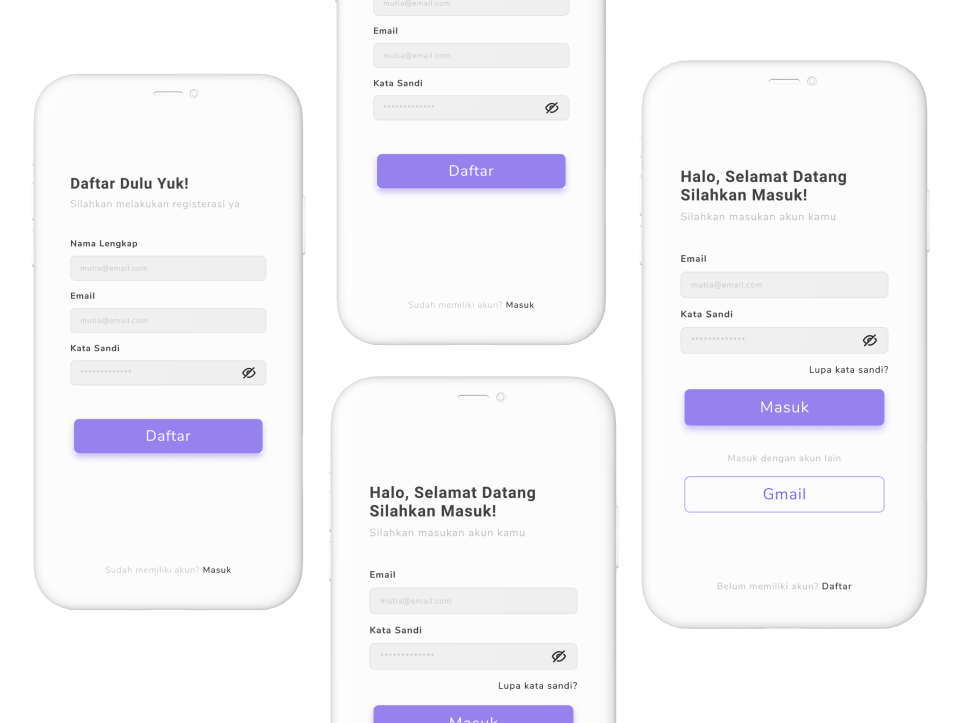 Daftar Dulu Yuk!
Silahkan melakukan registerasi ya
Nama Lengkap
mutia@email.com
Email
mutia@email.com
Kata Sandi
*************
Daftar
Sudah memiliki akun? Masuk
mutia@email.com
Email
mutia@email.com
Kata Sandi
*************
Daftar
Sudah memiliki akun? Masuk
Halo, Selamat Datang
Silahkan Masuk!
Silahkan masukan akun kamu
Email
mutia@email.com
Kata Sandi
*************
Lupa kata sandi?
Masuk
Halo, Selamat Datang
Silahkan Masuk!
Silahkan masukan akun kamu
Email
mutia@email.com
Kata Sandi
*************
Lupa kata sandi?
Masuk
Masuk dengan akun lain
Gmail
Belum memiliki akun? Daftar